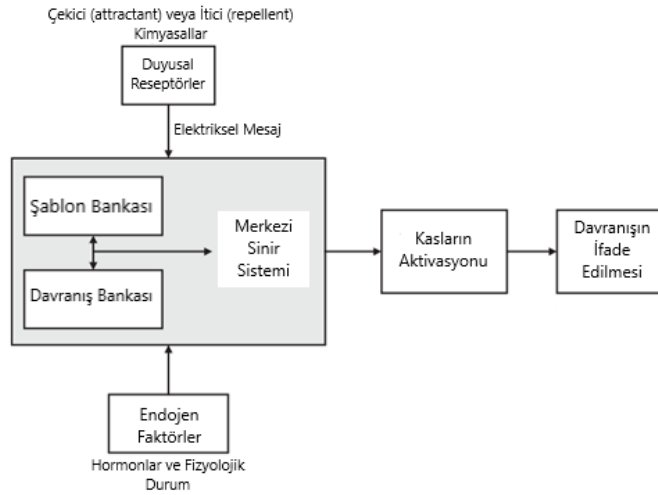 Çekici (attractant) veya İtici (repellent)
Kimyasallar
Duyusal
Reseptörler
Elektriksel Mesaj
Şablon Bankası
Davranış Bankası
Merkezi
Sinir
Sistemi
Kasların
Aktivasyonu
Davranışın
İfade
Edilmesi
Endojen
Faktörler
Hormonlar ve Fizyolojik
Durum